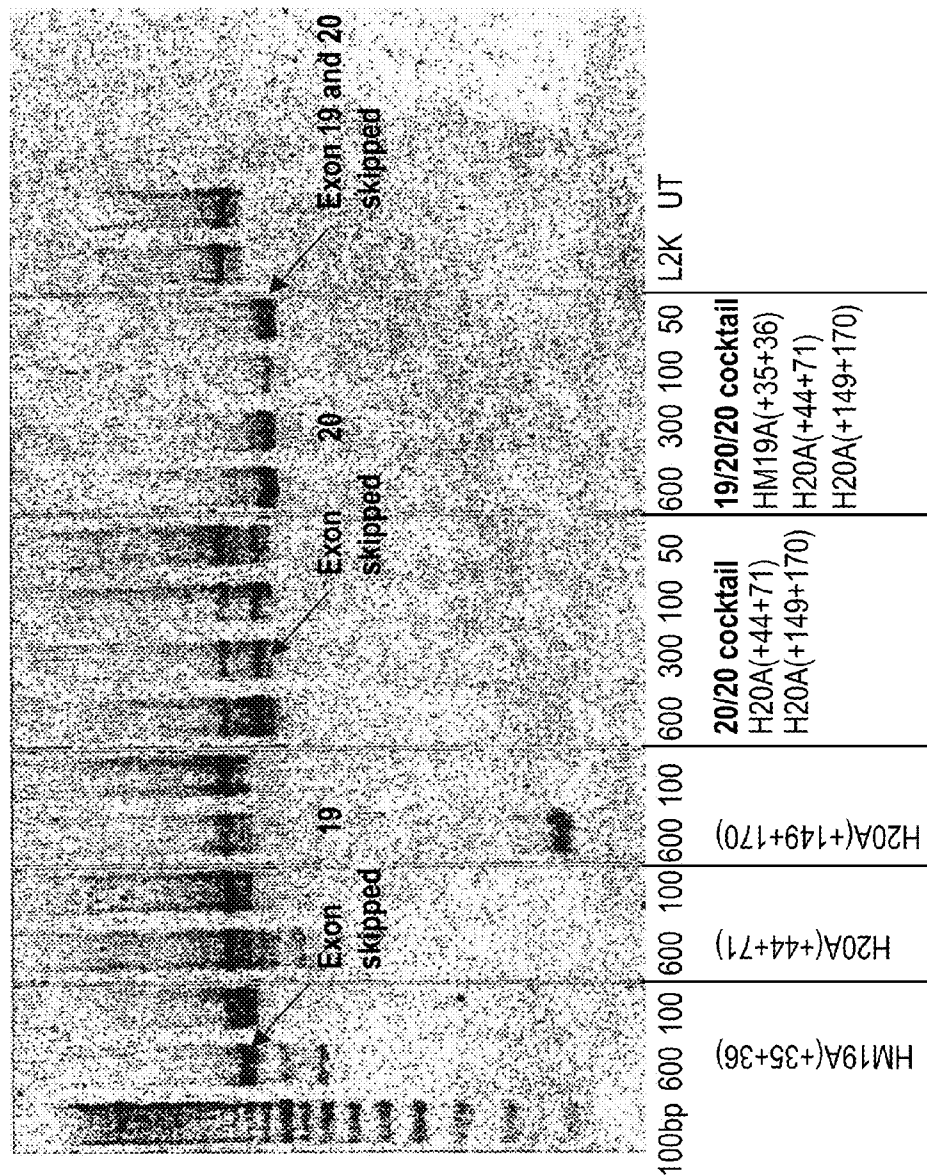 Exon 19
skipped
Exon 20
skipped
Exon 19 and 20
skipped
100bp 600 100 600 100 600 100 600 300 100 50 600 300 100 50 L2K UT
HM19A(+35+36)
H20A(+44+71)
H20A(+149+170)
20/20 cocktail
H20A(+44+71)
H20A(+149+170)
19/20/20 cocktail
HM19A(+35+36)
H20A(+44+71)
H20A(+149+170)